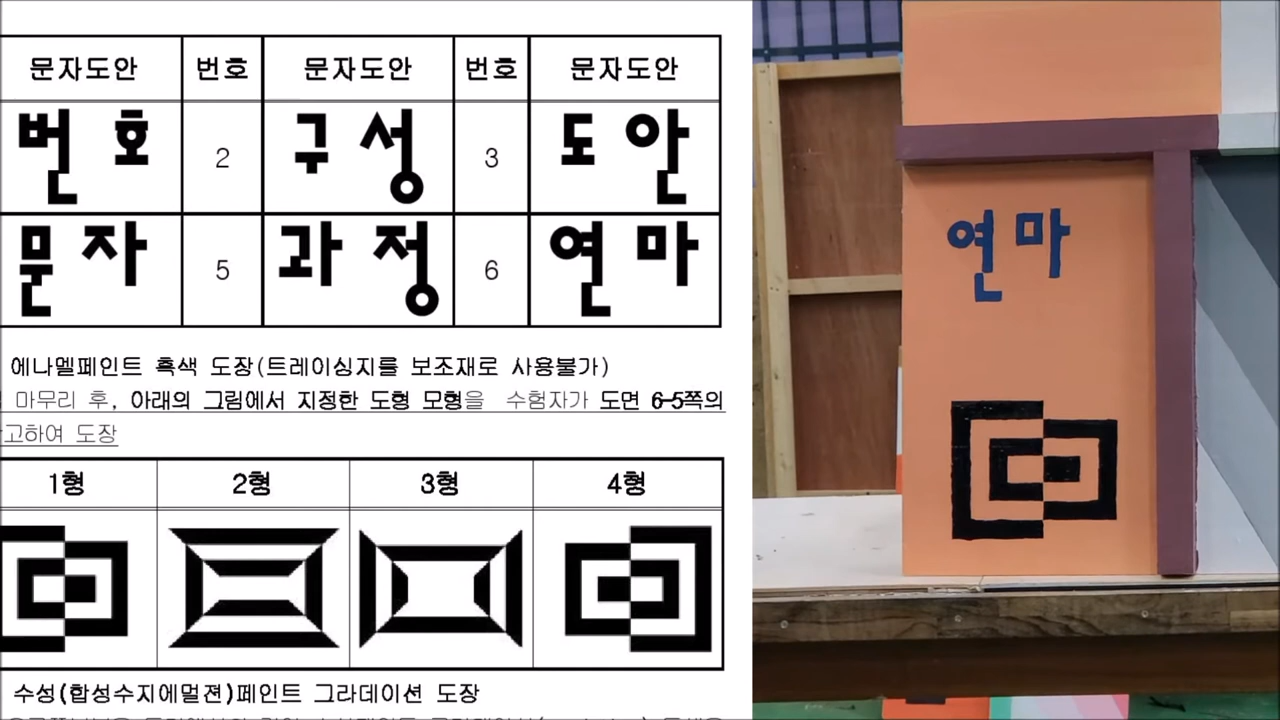 문자도안 번호 문자도안 번호 문자도안
번호 2 구성 3 도안
문자 5 과정 6 연마
에나멜페인트 흑색 도장(트레이싱지를 보조재로 사용불가)
마무리 후, 아래의 그림에서 지정한 도형 모형을 수험자가 도면 6-5쪽의
고하여 도장
1형 2형 3형 4형
수성(합성수지에멀젼)페인트 그라데이션 도장
연마